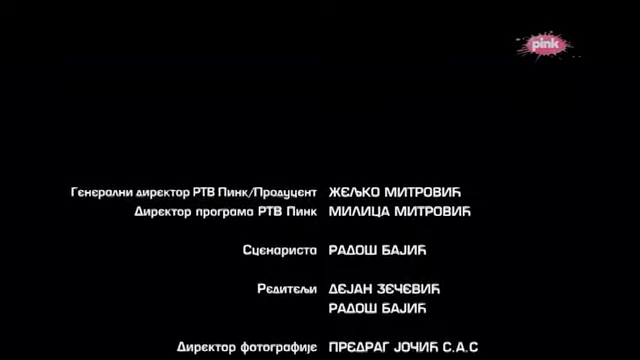 pink
Генерални директор РТВ Пинк/Продуцент ЖЕЉКО МИТРОВИЋ
Директор програма РТВ Пинк МИЛИЦА МИТРОВИЋ
Сценариста РАДОШ БАЈИЋ
Редитељи ДЕЈАН ЗЕЧЕВИЋ
РАДОШ БАЈИЋ
Директор фотографије ПРЕДРАГ ЈОЧИЋ С.А.С